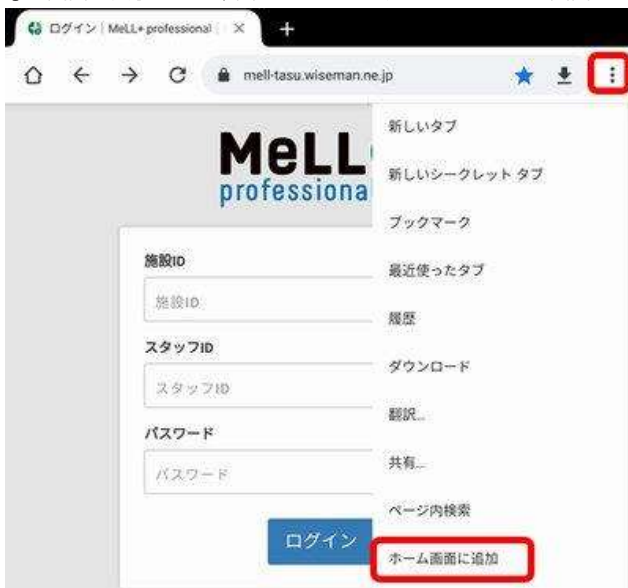 ログイン | MeLL+ professional
mell-tasu.wiseman.ne.jp
MeLL
professiona
施設ID
施設ID
スタッフID
スタッフID
パスワード
パスワード
ログイン
新しいタブ
新しいシークレット タブ
ブックマーク
最近使ったタブ
履歴
ダウンロード
翻訳...
共有...
ページ内検索
ホーム画面に追加